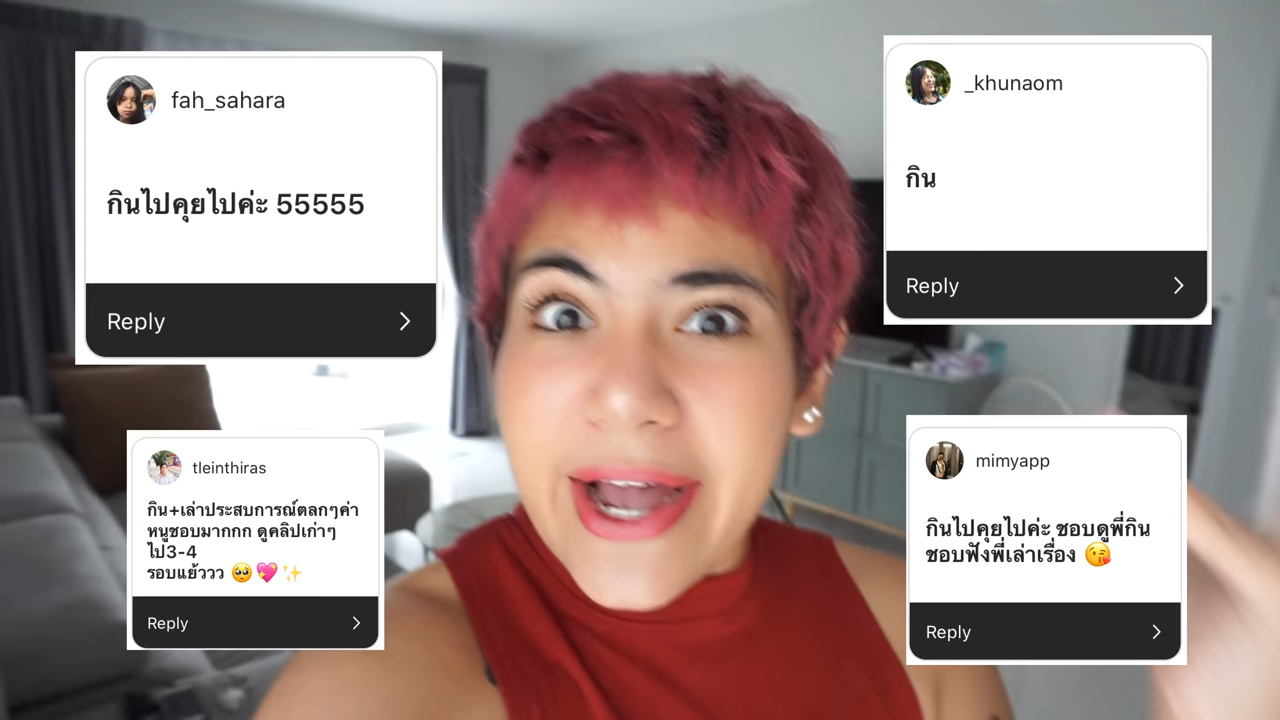 fah_sahara
กินไปคุยไปค่ะ 55555
Reply
_khunaom
กิน
Reply
tleinthiras
กิน+เล่าประสบการณ์ตลกๆค่า
หนูชอบมากกก ดูคลิปเก่าๆ
ไป3-4
รอบแย้ววว 🥺💖✨
Reply
mimyapp
กินไปคุยไปค่ะ ชอบดูพี่กิน
ชอบฟังพี่เล่าเรื่อง 😘
Reply